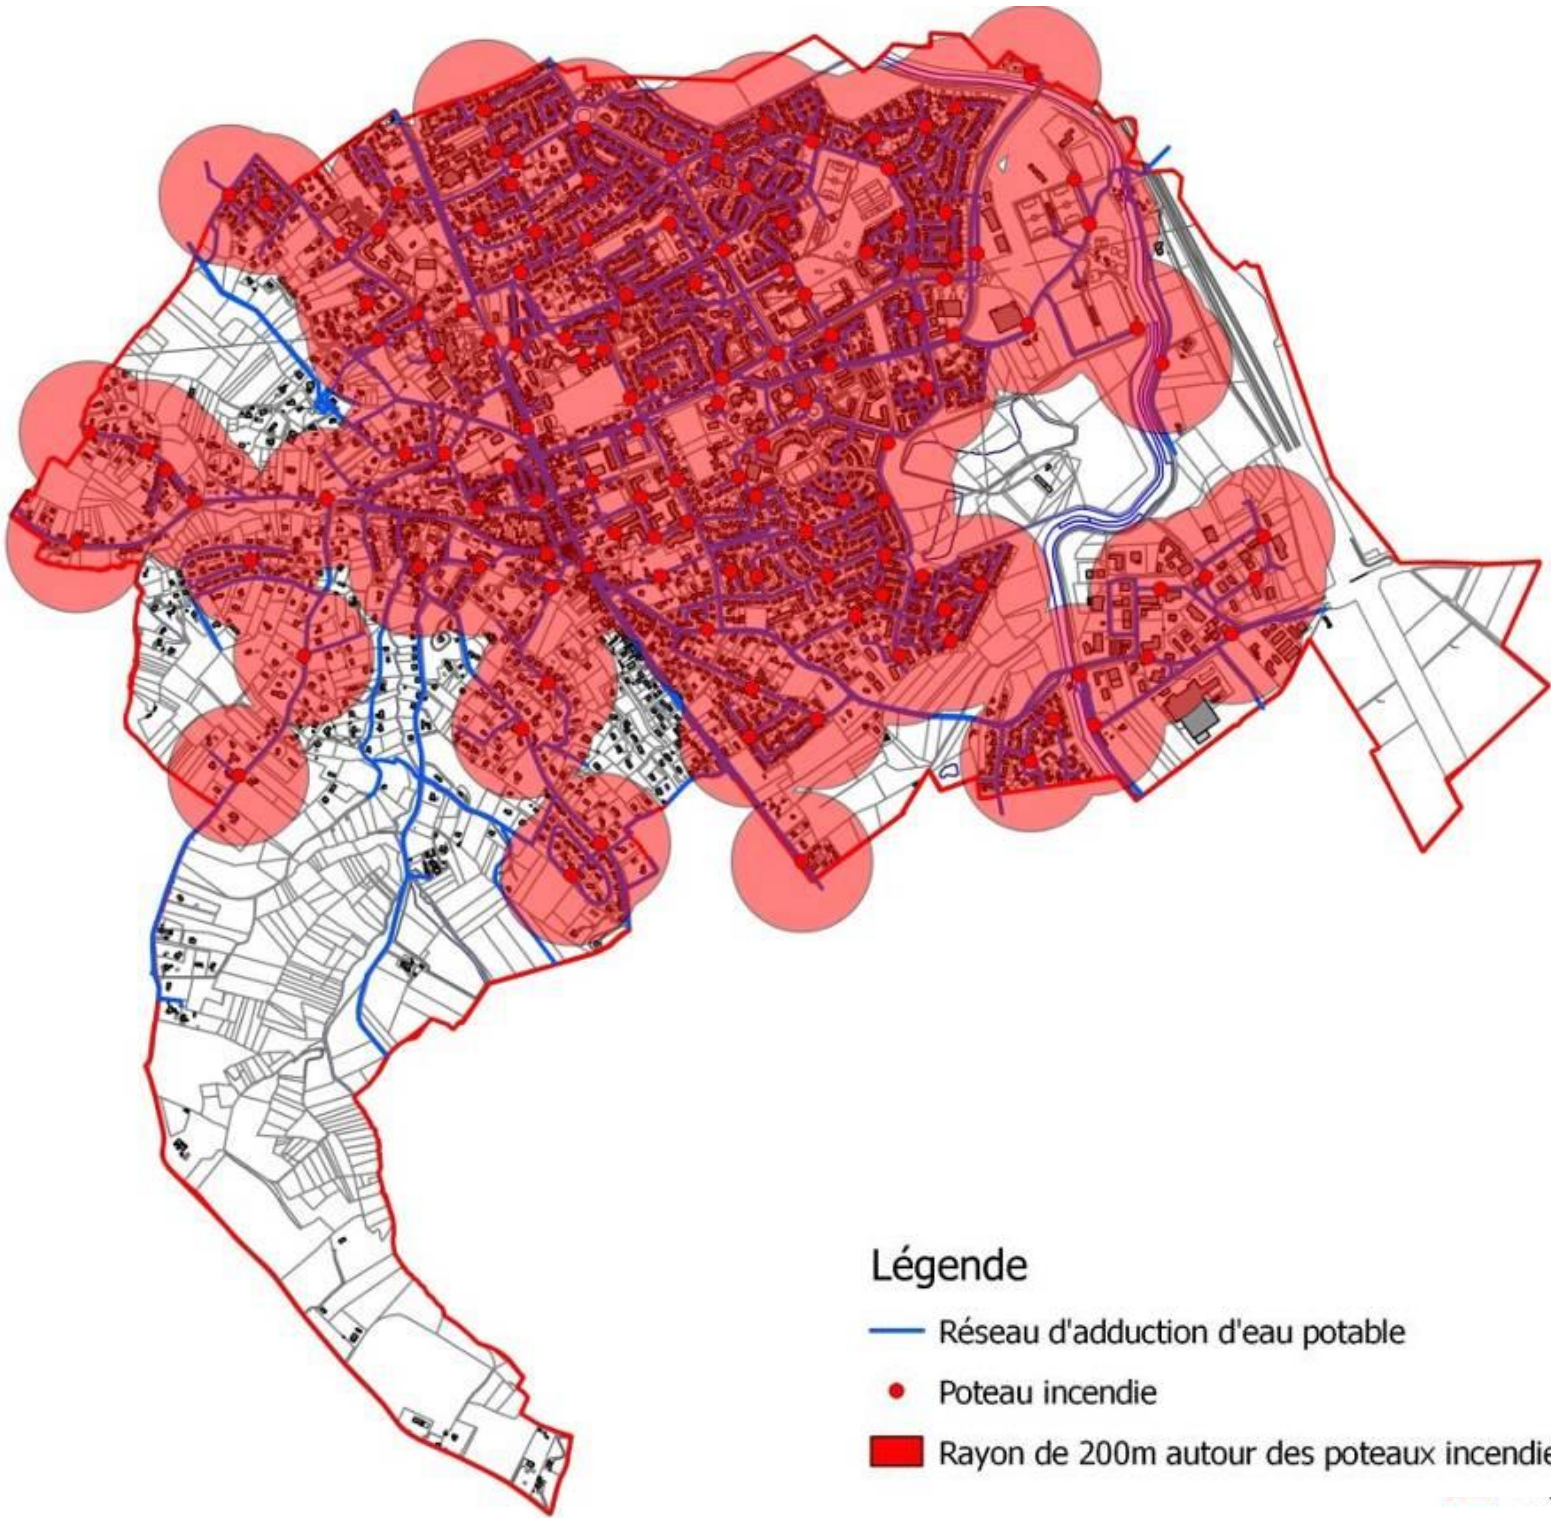 Légende
Réseau d'adduction d'eau potable
Poteau incendie
Rayon de 200m autour des poteaux incendie